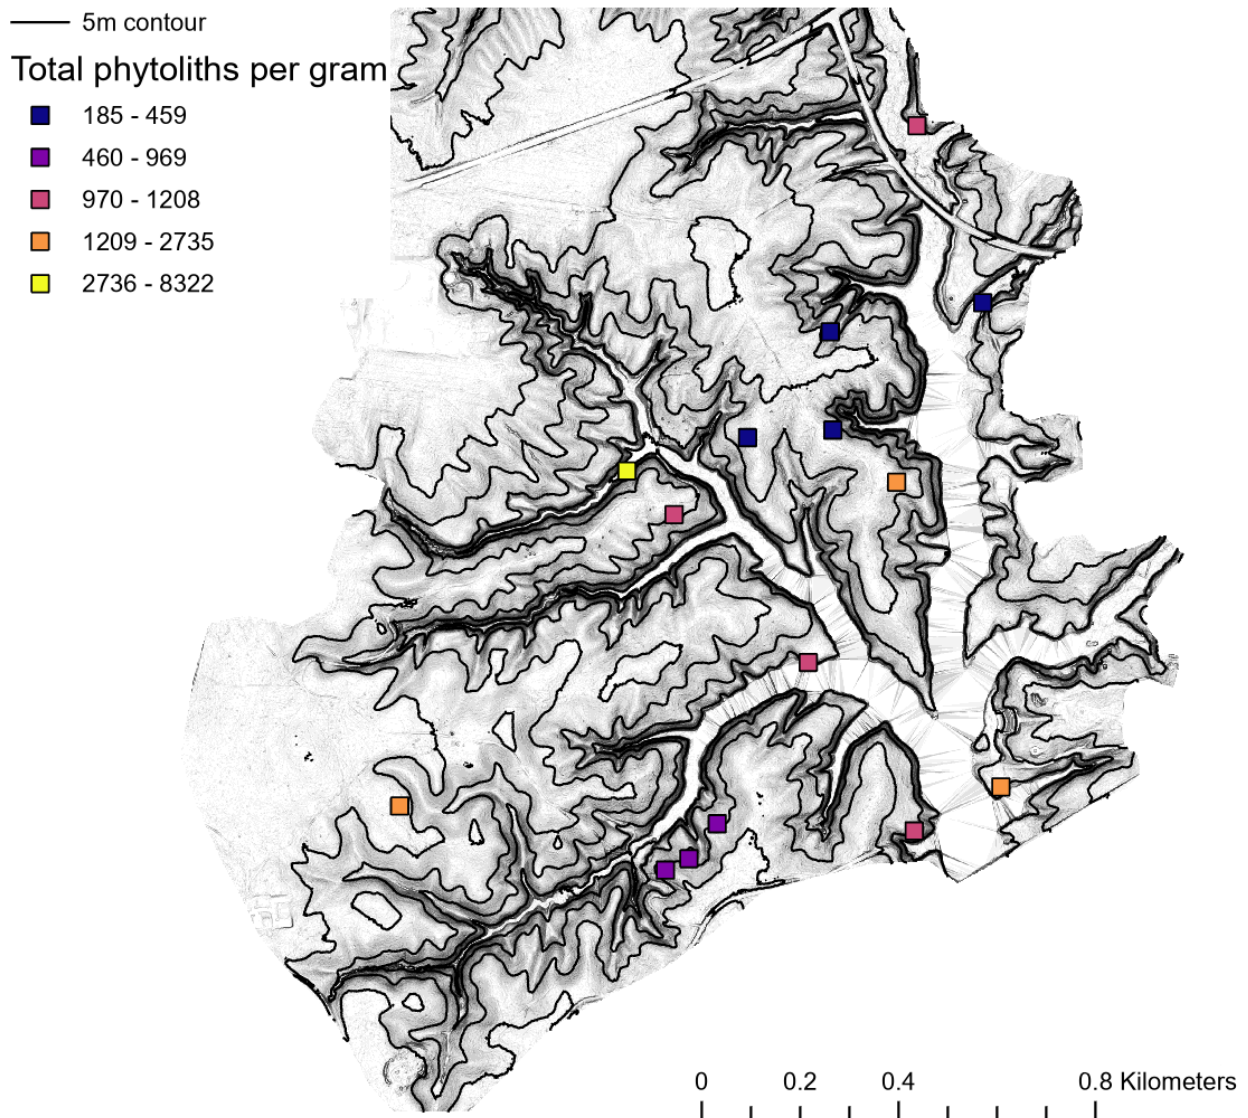 5m contour
Total phytoliths per gram
185 - 459
460 - 969
970 - 1208
1209 - 2735
2736 - 8322
0 0.2 0.4 0.8 Kilometers